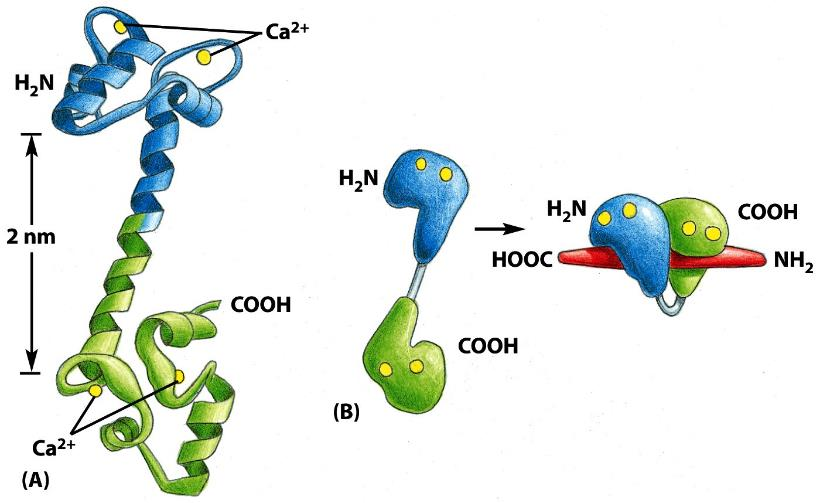 Ca²⁺
H₂N
2 nm
COOH
Ca²⁺
(A)
H₂N
COOH
(B)
H₂N
COOH
HOOC
NH₂